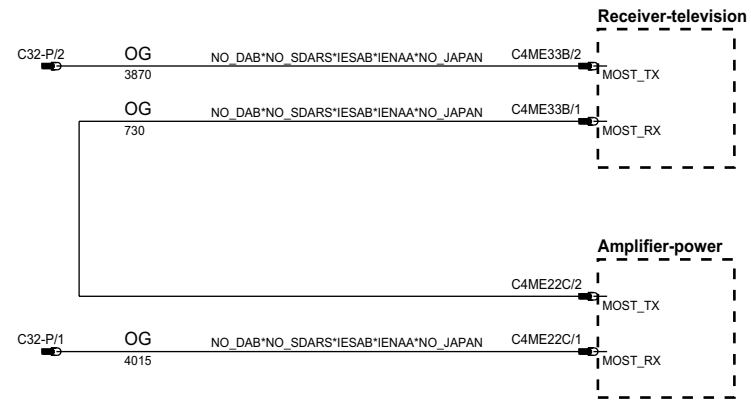 Receiver-television
C32-P/2 OG NO_DAB*NO_SDARS*IESAB*IENAA*NO_JAPAN C4ME33B/2
3870 MOST_TX
OG NO_DAB*NO_SDARS*IESAB*IENAA*NO_JAPAN C4ME33B/1
730 MOST_RX
Amplifier-power
C4ME22C/2
MOST_TX
C32-P/1 OG NO_DAB*NO_SDARS*IESAB*IENAA*NO_JAPAN C4ME22C/1
4015 MOST_RX